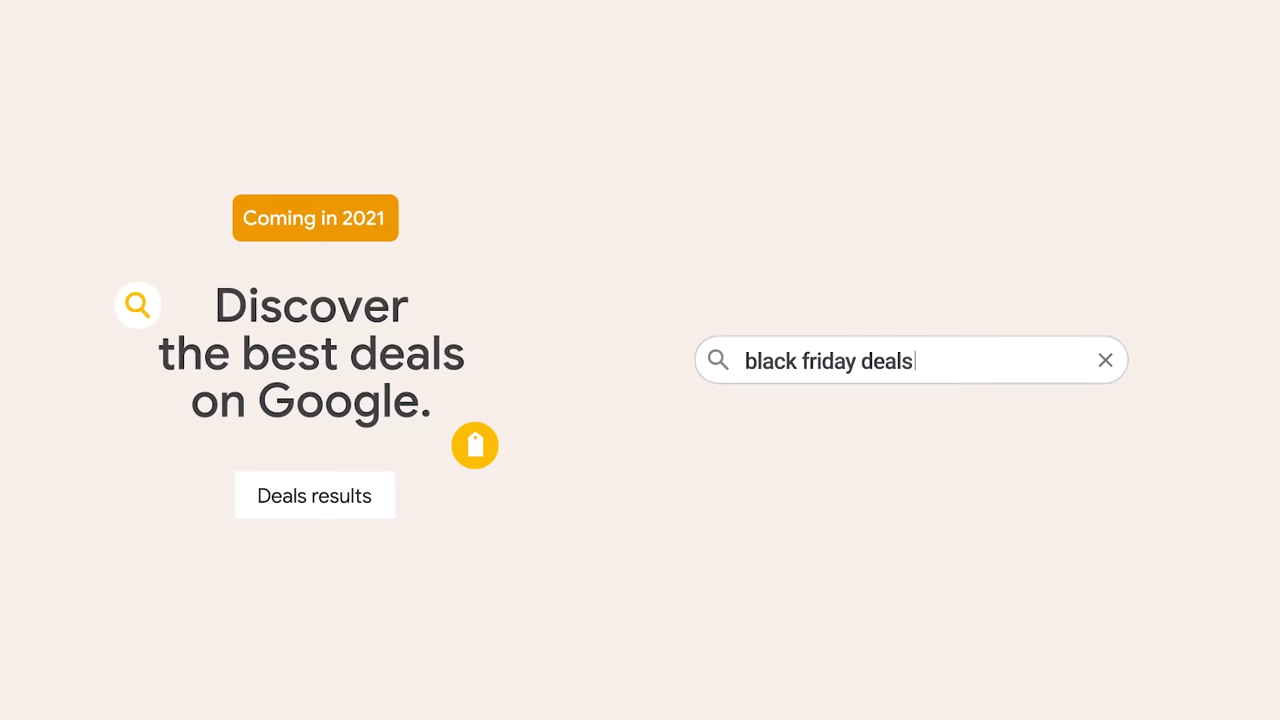 Coming in 2021
Discover
the best deals
on Google.
Deals results
black friday deals